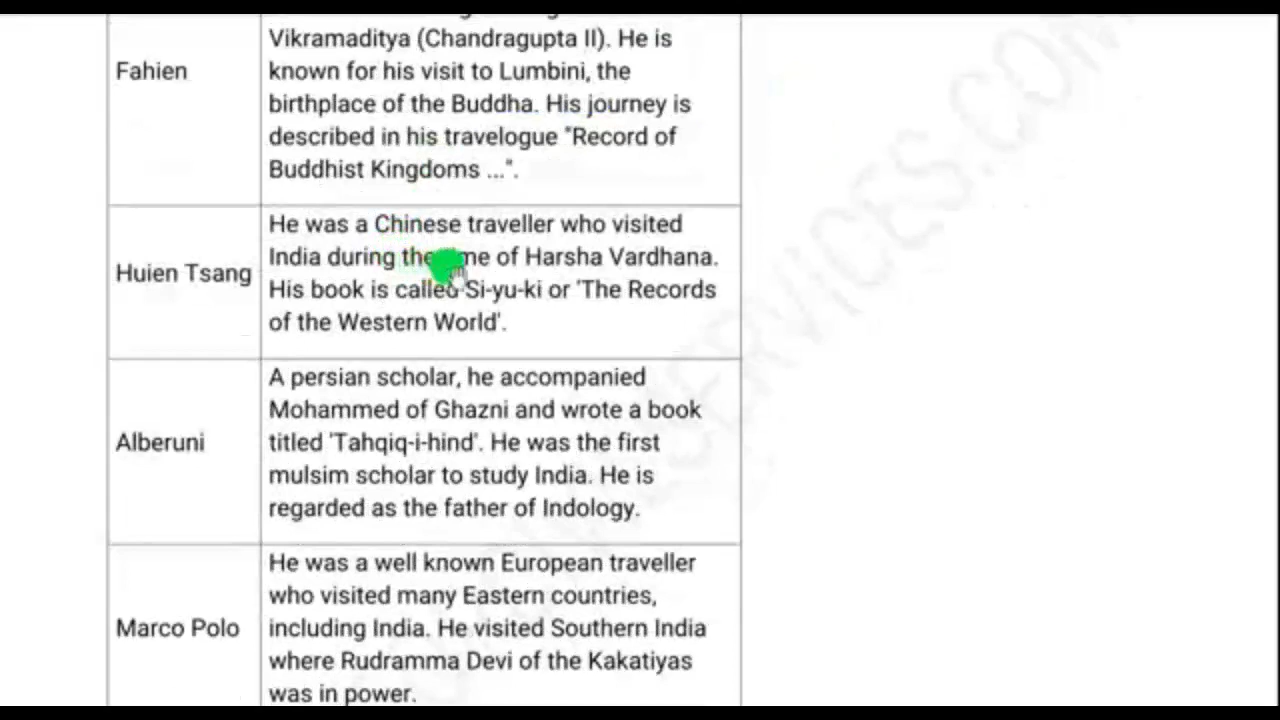 Vikramaditya (Chandragupta II). He is
Fahien
known for his visit to Lumbini, the
birthplace of the Buddha. His journey is
described in his travelogue "Record of
Buddhist Kingdoms ...".
He was a Chinese traveller who visited
India during the of Harsha Vardhana.
Huien Tsang
His book is called Si-yu-ki or 'The Records
of the Western World'.
A persian scholar, he accompanied
Mohammed of Ghazni and wrote a book
Alberuni
titled 'Tahqiq-i-hind'. He was the first
mulsim scholar to study India. He is
regarded as the father of Indology.
He was a well known European traveller
who visited many Eastern countries,
Marco Polo
including India. He visited Southern India
where Rudramma Devi of the Kakatiyas
was in power.